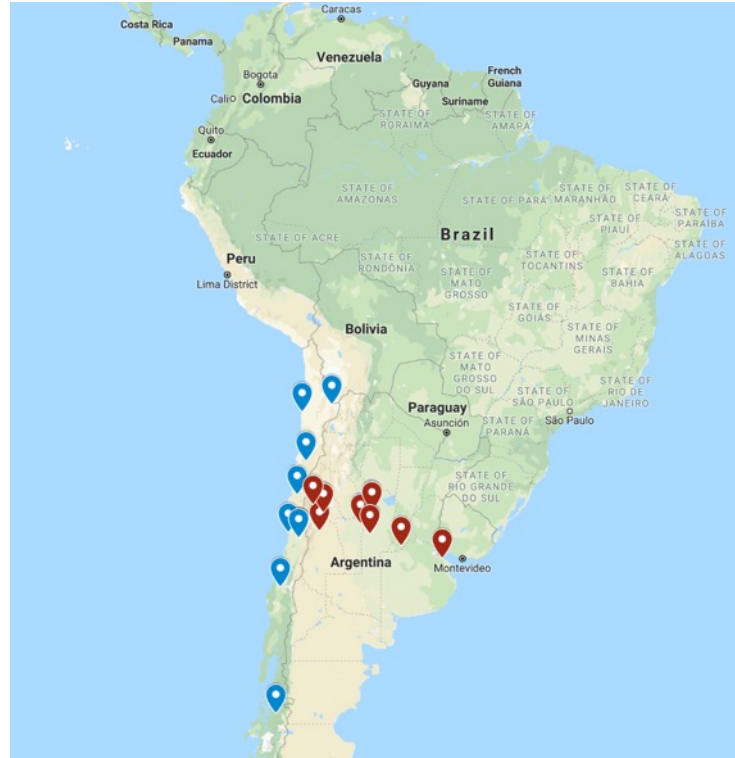 Caracas
Costa Rica
Panama
Venezuela
Bogota
Cali
Colombia
Guyana
French
Guiana
Suriname
STATE OF
RORAIMA
STATE OF
AMAPÁ
Quito
Ecuador
STATE OF
AMAZONAS
STATE OF PARÁ
STATE OF
MARANHÃO
STATE OF
CEARÁ
STATE OF
PARAÍBA
STATE OF
PIAUÍ
STATE OF
ALAGOAS
STATE OF ACRE
Brazil
STATE OF
RONDÔNIA
STATE OF
TOCANTINS
STATE OF
BAHIA
Peru
Lima District
STATE OF
MATO
GROSSO
STATE OF
GOIÁS
STATE OF
MINAS
GERAIS
Bolivia
STATE OF
MATO
GROSSO
DO SUL
STATE OF
SÃO PAULO
STATE OF
RIO DE
JANEIRO
Paraguay
Asunción
STATE OF
PARANÁ
São Paulo
STATE OF
RIO GRANDE
DO SUL
Argentina
Montevideo